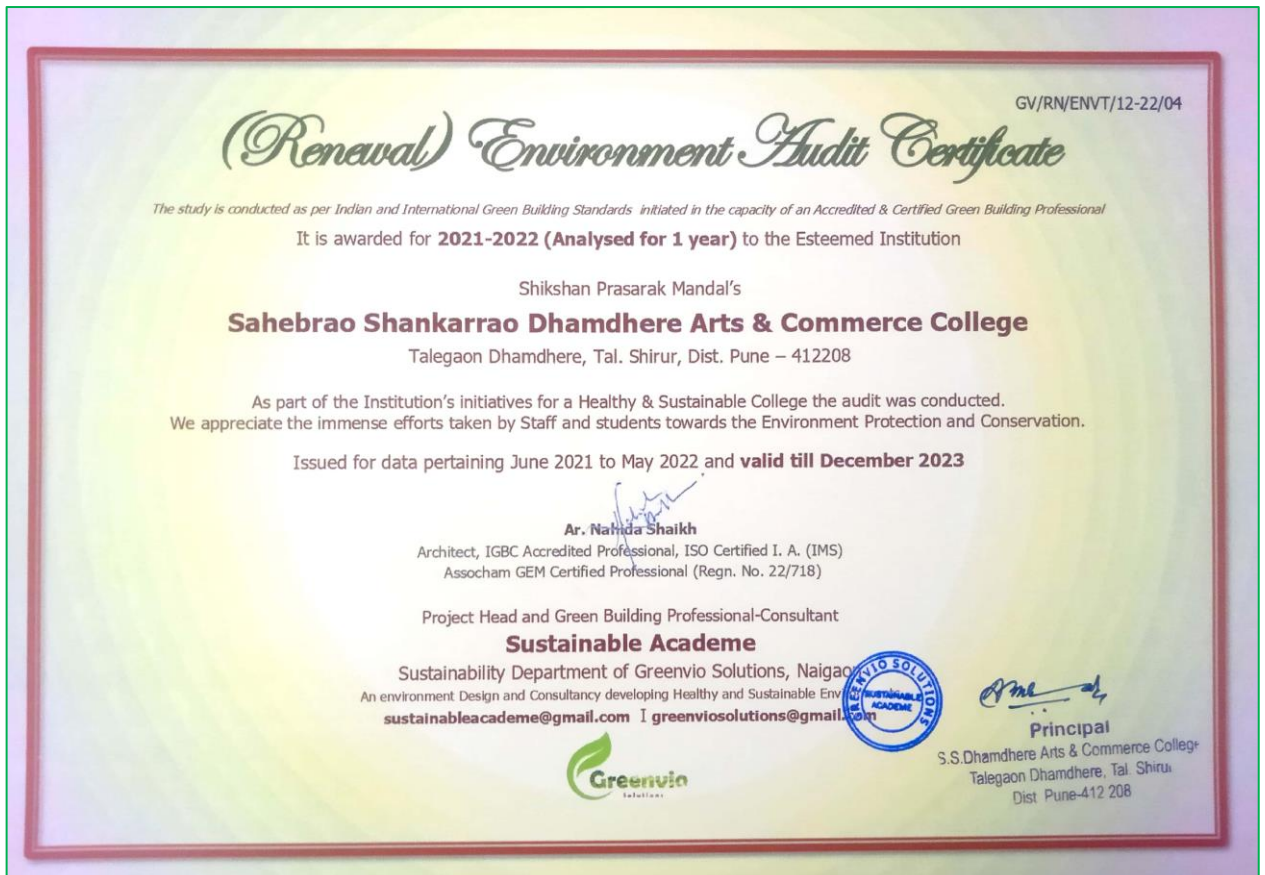 GV/RN/ENVT/12-22/04
(Renewal) Environment Audit Certificate
The study is conducted as per Indian and International Green Building Standards initiated in the capacity of an Accredited & Certified Green Building Professional
It is awarded for 2021-2022 (Analysed for 1 year) to the Esteemed Institution
Shikshan Prasarak Mandal's
Sahebrao Shankarrao Dhamdhere Arts & Commerce College
Talegaon Dhamdhere, Tal. Shirur, Dist. Pune – 412208
As part of the Institution's initiatives for a Healthy & Sustainable College the audit was conducted.
We appreciate the immense efforts taken by Staff and students towards the Environment Protection and Conservation.
Issued for data pertaining June 2021 to May 2022 and valid till December 2023
Ar. Nahida Shaikh
Architect, IGBC Accredited Professional, ISO Certified I. A. (IMS)
Assocham GEM Certified Professional (Regn. No. 22/718)
Project Head and Green Building Professional-Consultant
Sustainable Academe
Sustainability Department of Greenvio Solutions, Naigao
An environment Design and Consultancy developing Healthy and Sustainable Env
sustainableacademe@gmail.com I greenviosolutions@gmail.com
GREENVIO SOLUTIONS
SUSTAINABLE
ACADEME
Greenvio
Solutions
Principal
S.S.Dhamdhere Arts & Commerce College
Talegaon Dhamdhere, Tal. Shirur
Dist Pune-412 208